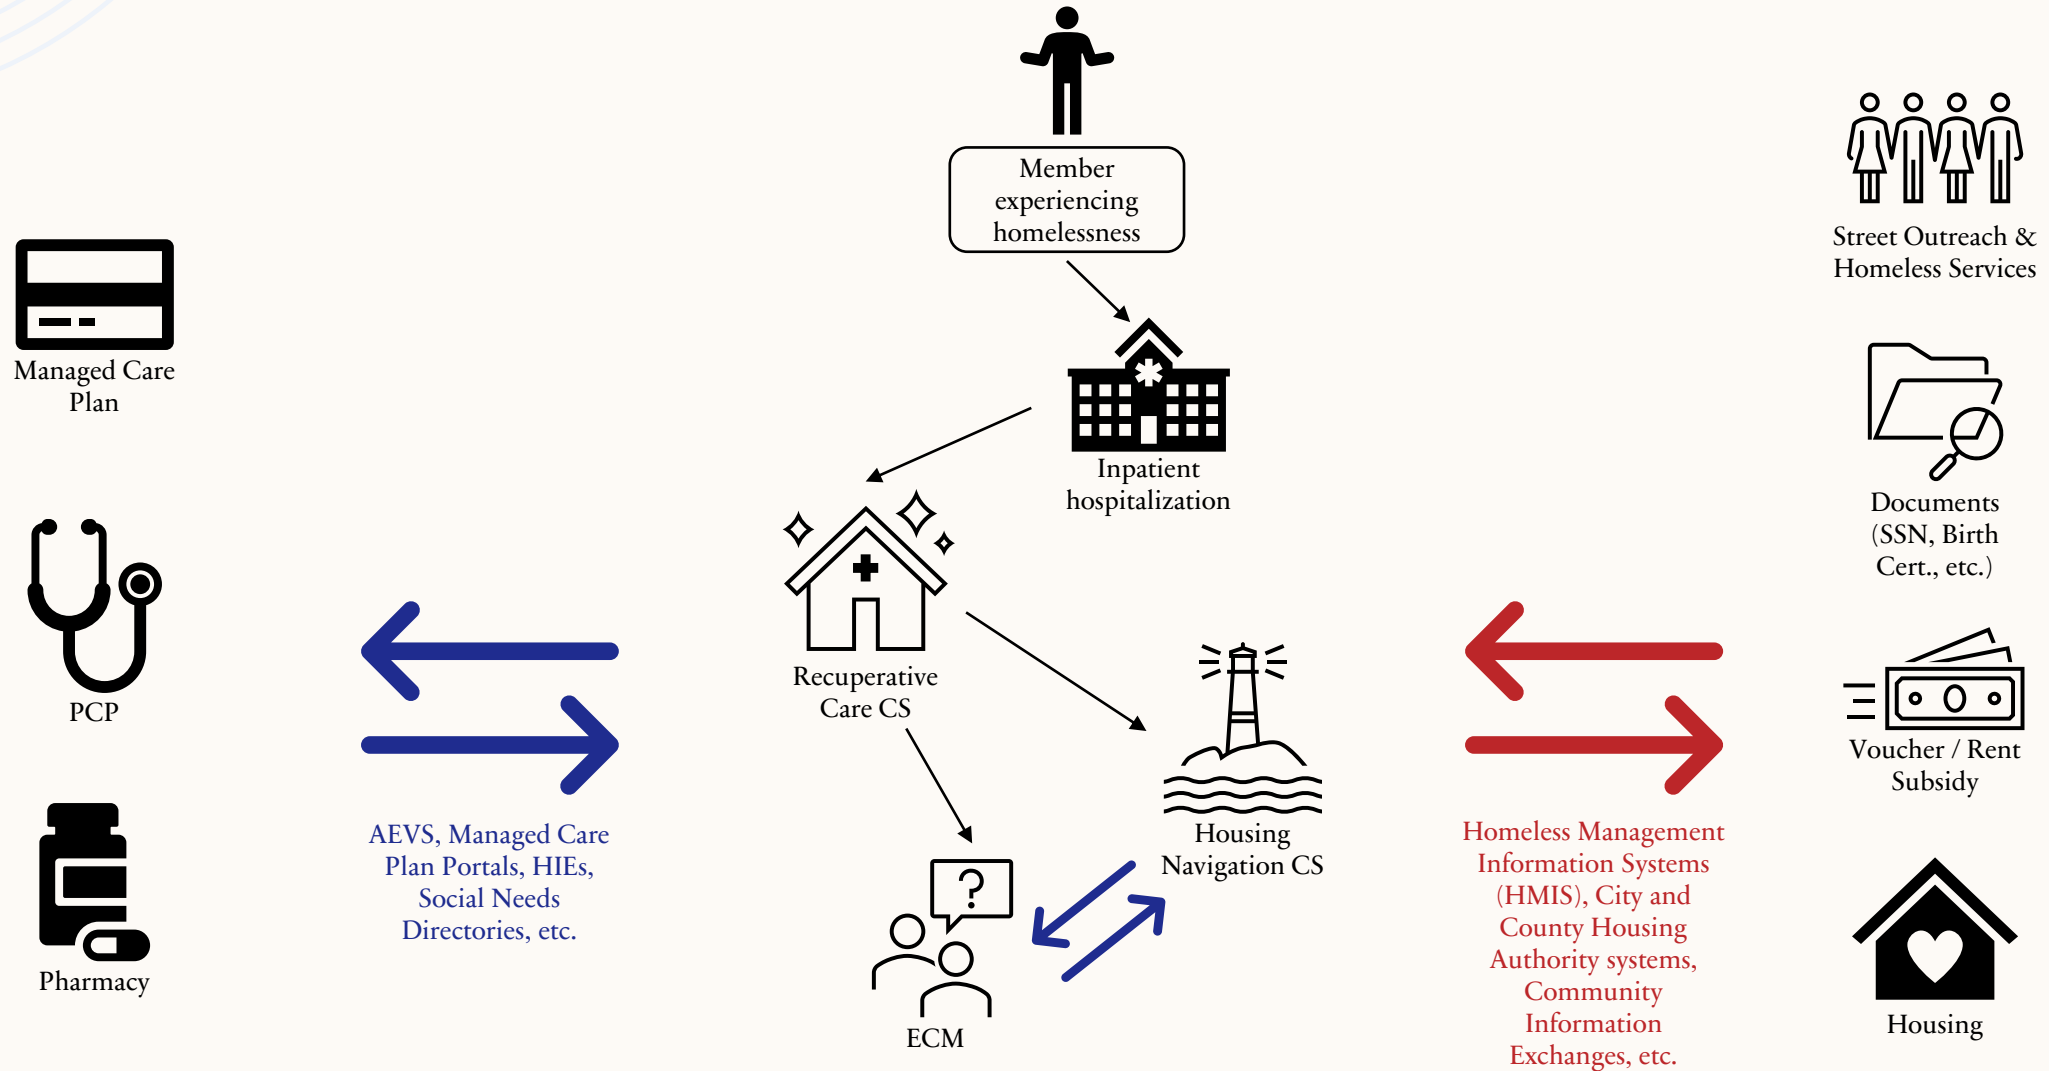 Member
experiencing
homelessness
Managed Care
Plan
PCP
Pharmacy
AEVS, Managed Care
Plan Portals, HIEs,
Social Needs
Directories, etc.
Inpatient
hospitalization
Recuperative
Care CS
Housing
Navigation CS
?
ECM
Homeless Management
Information Systems
(HMIS), City and
County Housing
Authority systems,
Community
Information
Exchanges, etc.
Street Outreach &
Homeless Services
Documents
(SSN, Birth
Cert., etc.)
Voucher / Rent
Subsidy
Housing